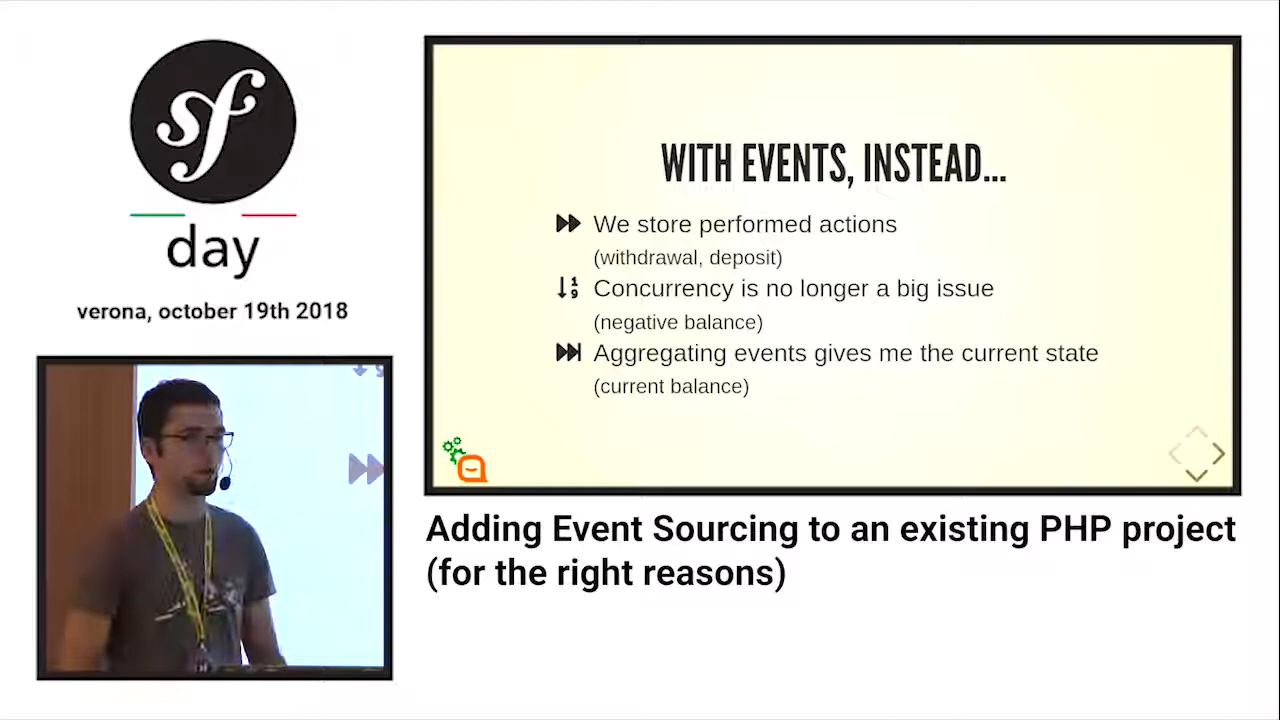 sf
day
verona, october 19th 2018
WITH EVENTS, INSTEAD...
We store performed actions
(withdrawal, deposit)
Concurrency is no longer a big issue
(negative balance)
Aggregating events gives me the current state
(current balance)
Adding Event Sourcing to an existing PHP project
(for the right reasons)